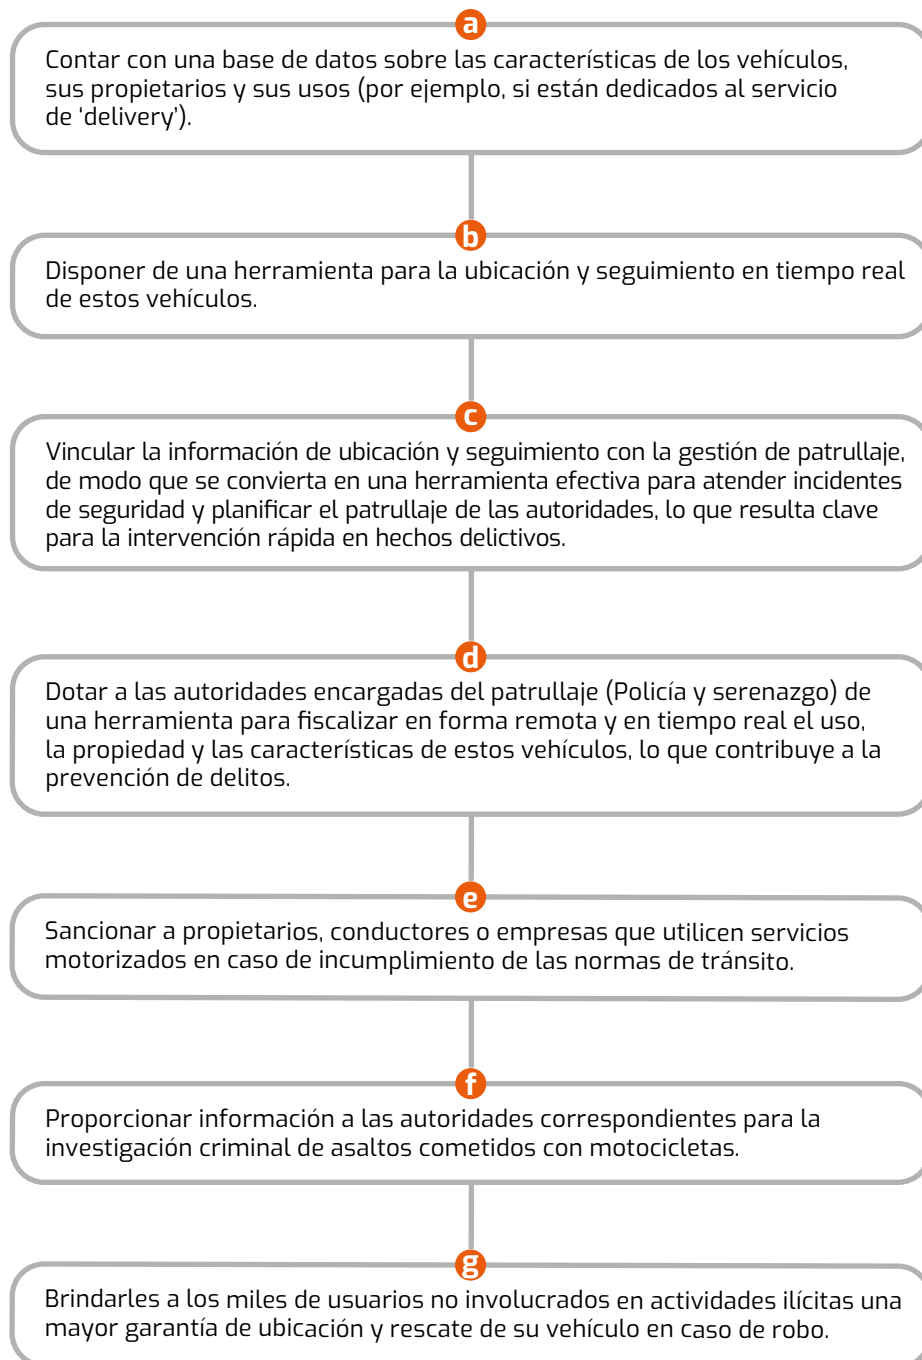 a
Contar con una base de datos sobre las características de los vehículos,
sus propietarios y sus usos (por ejemplo, si están dedicados al servicio
de ‘delivery’).
b
Disponer de una herramienta para la ubicación y seguimiento en tiempo real
de estos vehículos.
c
Vincular la información de ubicación y seguimiento con la gestión de patrullaje,
de modo que se convierta en una herramienta efectiva para atender incidentes
de seguridad y planificar el patrullaje de las autoridades, lo que resulta clave
para la intervención rápida en hechos delictivos.
d
Dotar a las autoridades encargadas del patrullaje (Policía y serenazgo) de
una herramienta para fiscalizar en forma remota y en tiempo real el uso,
la propiedad y las características de estos vehículos, lo que contribuye a la
prevención de delitos.
e
Sancionar a propietarios, conductores o empresas que utilicen servicios
motorizados en caso de incumplimiento de las normas de tránsito.
f
Proporcionar información a las autoridades correspondientes para la
investigación criminal de asaltos cometidos con motocicletas.
g
Brindarles a los miles de usuarios no involucrados en actividades ilícitas una
mayor garantía de ubicación y rescate de su vehículo en caso de robo.